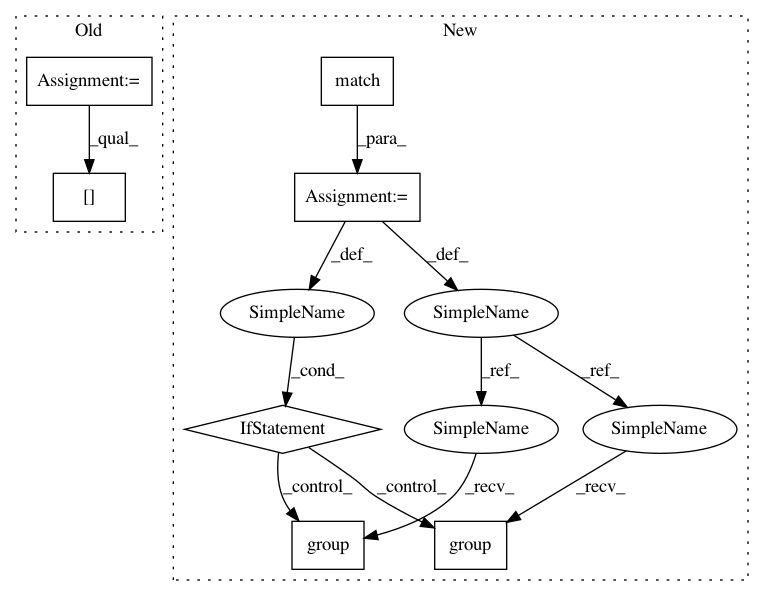 Old
New
Assignment:=
match
_qual_
_para_
[]
Assignment:=
_def_
_def_
SimpleName
SimpleName
_cond_
_ref_
_ref_
IfStatement
SimpleName
SimpleName
_control_
_control_
_recv_
_recv_
group
group